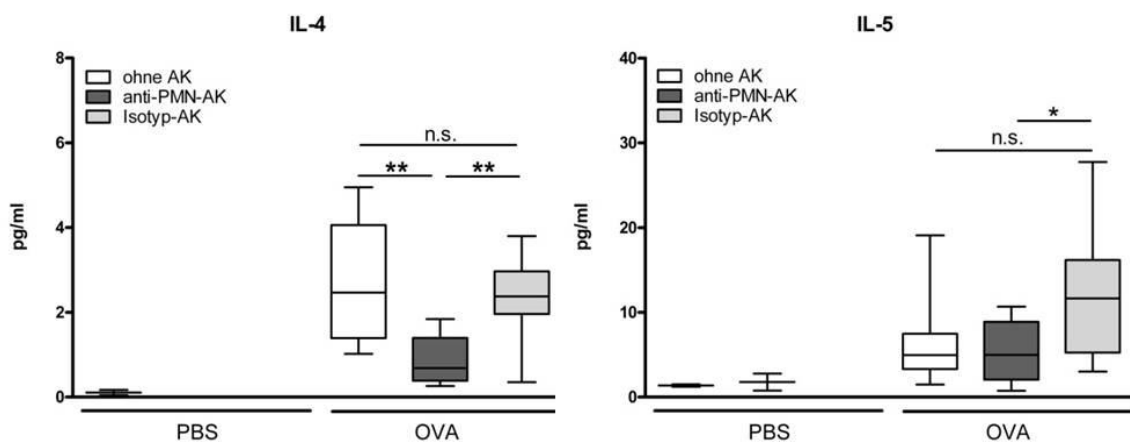 IL-4
8
6
4
2
0
pg/ml
ohne AK
anti-PMN-AK
Isotyp-AK
n.s.
** **
PBS OVA
IL-5
40
30
20
10
0
pg/ml
ohne AK
anti-PMN-AK
Isotyp-AK
*
n.s.
PBS OVA